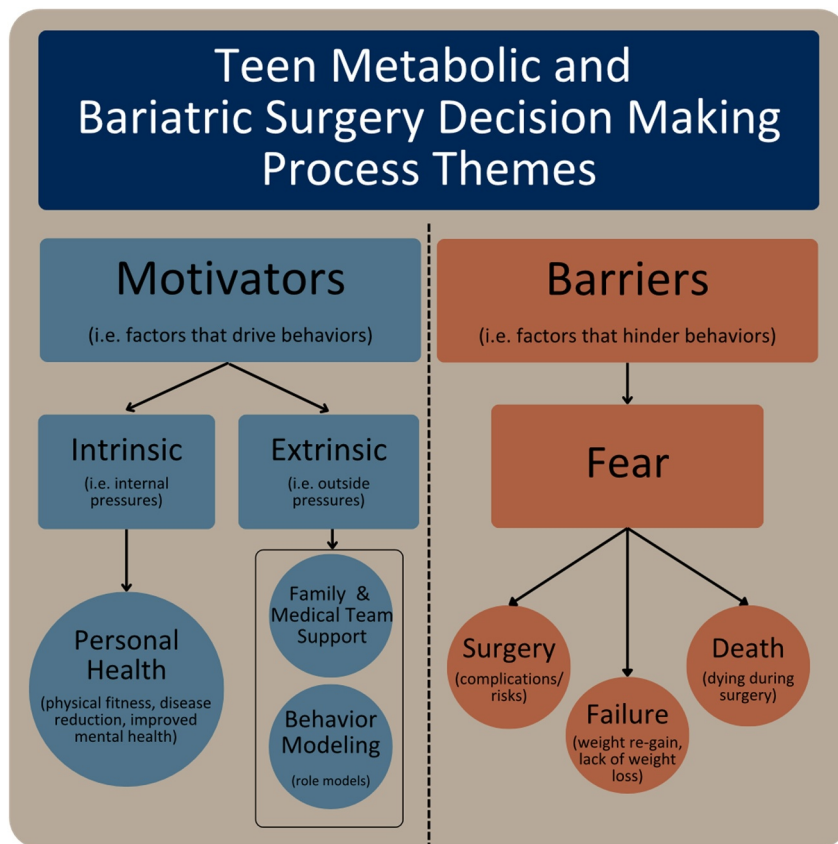 Teen Metabolic and
Bariatric Surgery Decision Making
Process Themes
Motivators
(i.e. factors that drive behaviors)
Intrinsic
(i.e. internal
pressures)
Extrinsic
(i.e. outside
pressures)
Personal
Health
(physical fitness, disease
reduction, improved
mental health)
Family & 
Medical Team
Support
Behavior
Modeling
(role models)
Barriers
(i.e. factors that hinder behaviors)
Fear
Surgery
(complications/
risks)
Failure
(weight re-gain,
lack of weight
loss)
Death
(dying during
surgery)